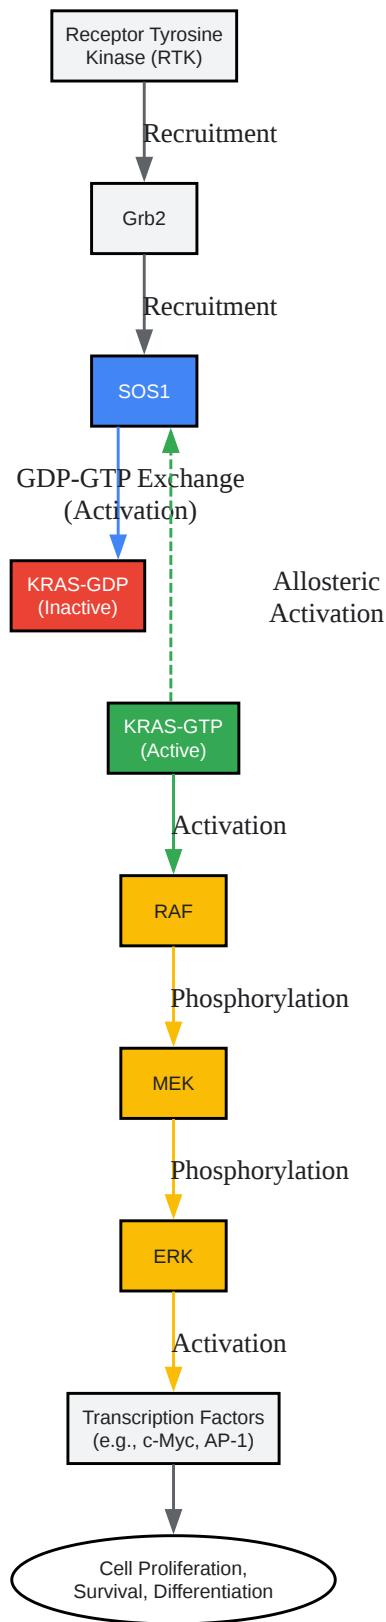 Receptor Tyrosine
Kinase (RTK)
Recruitment
Grb2
Recruitment
SOS1
GDP-GTP Exchange
(Activation)
KRAS-GDP
(Inactive)
Allosteric
Activation
KRAS-GTP
(Active)
Activation
RAF
Phosphorylation
MEK
Phosphorylation
ERK
Activation
Transcription Factors
(e.g., c-Myc, AP-1)
Cell Proliferation,
Survival, Differentiation